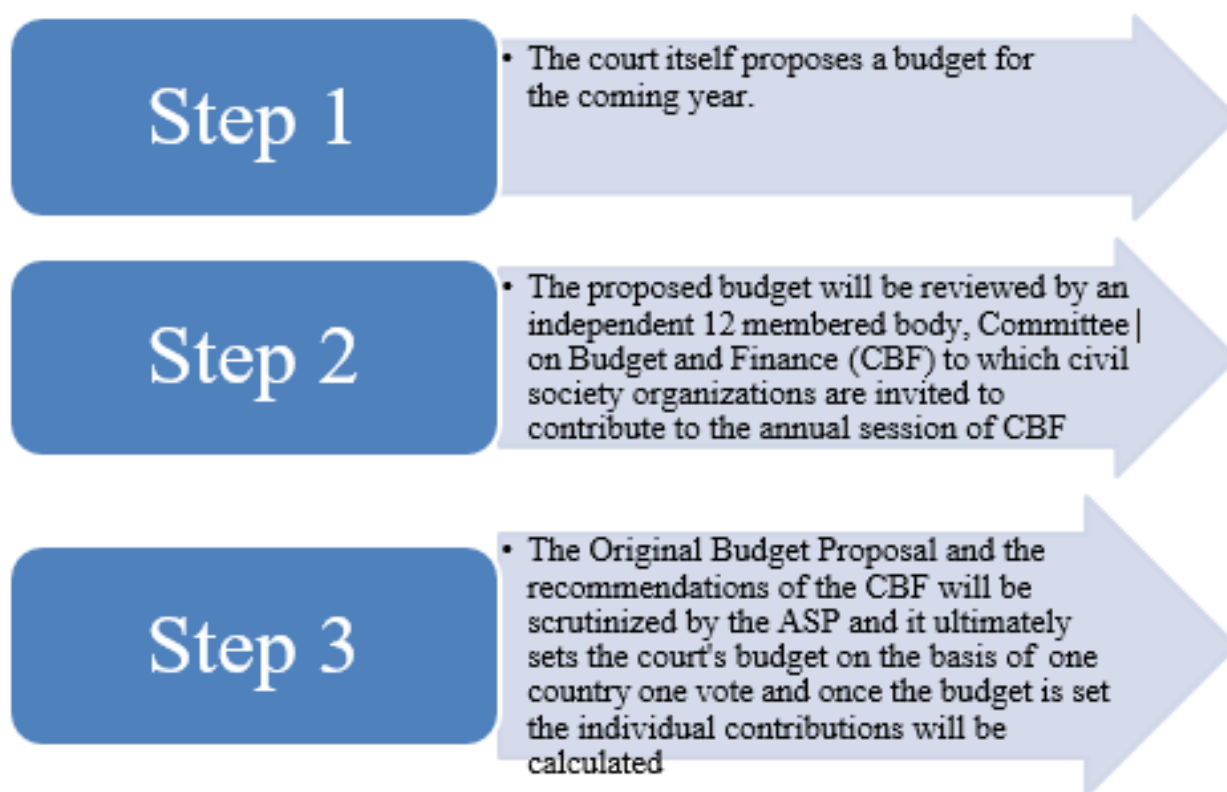 Step 1
• The court itself proposes a budget for
the coming year.
Step 2
• The proposed budget will be reviewed by an
independent 12 membered body, Committee
on Budget and Finance (CBF) to which civil
society organizations are invited to
contribute to the annual session of CBF
Step 3
• The Original Budget Proposal and the
recommendations of the CBF will be
scrutinized by the ASP and it ultimately
sets the court's budget on the basis of one
country one vote and once the budget is set
the individual contributions will be
calculated